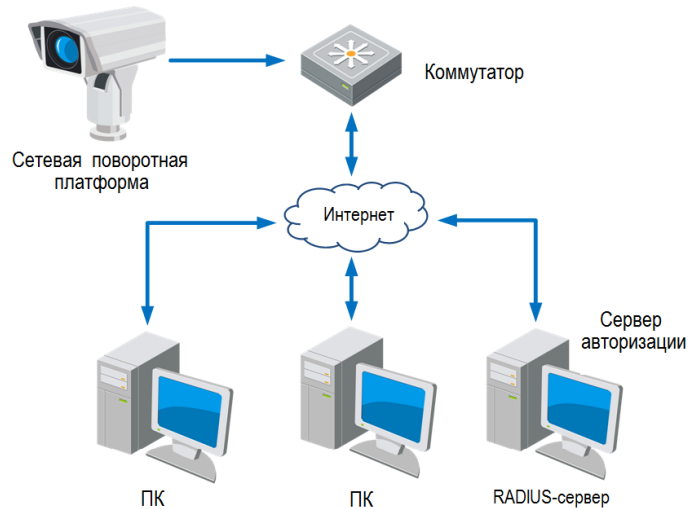 Коммутатор
Сетевая поворотная
платформа
Интернет
Сервер
авторизации
ПК
ПК
RADIUS-сервер